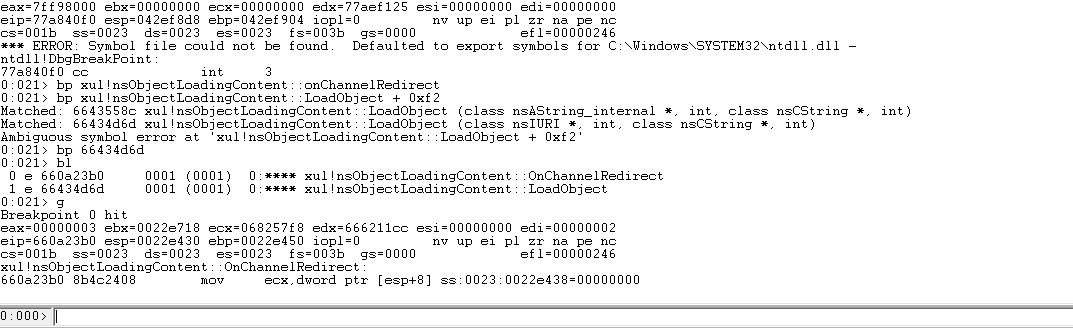 eax=7ff98000 ebx=00000000 ecx=00000000 edx=77aef125 esi=00000000 edi=00000000
eip=77a840f0 esp=042ef8d8 ebp=042ef904 iopl=0         nv up ei pl zr na pe nc
cs=001b  ss=0023  ds=0023  es=0023  fs=003b  gs=0000             efl=00000246
*** ERROR: Symbol file could not be found.  Defaulted to export symbols for C:\Windows\SYSTEM32\ntdll.dll -
ntdll!DbgBreakPoint:
77a840f0 cc              int     3
0:021> bp xul!nsObjectLoadingContent::onChannelRedirect
0:021> bp xul!nsObjectLoadingContent::LoadObject + 0xf2
Matched: 6643558c xul!nsObjectLoadingContent::LoadObject (class nsAString_internal *, int, class nsCString *, int)
Matched: 66434d6d xul!nsObjectLoadingContent::LoadObject (class nsIURI *, int, class nsCString *, int)
Ambiguous symbol error at 'xul!nsObjectLoadingContent::LoadObject + 0xf2'
0:021> bp 66434d6d
0:021> bl
 0 e 660a23b0     0001 (0001)  0:**** xul!nsObjectLoadingContent::OnChannelRedirect
 1 e 66434d6d     0001 (0001)  0:**** xul!nsObjectLoadingContent::LoadObject
0:021> g
Breakpoint 0 hit
eax=00000003 ebx=0022e718 ecx=068257f8 edx=666211cc esi=00000000 edi=00000002
eip=660a23b0 esp=0022e430 ebp=0022e450 iopl=0         nv up ei pl zr na pe nc
cs=001b  ss=0023  ds=0023  es=0023  fs=003b  gs=0000             efl=00000246
xul!nsObjectLoadingContent::OnChannelRedirect:
660a23b0 8b4c2408        mov     ecx,dword ptr [esp+8] ss:0023:0022e438=00000000
0:000>